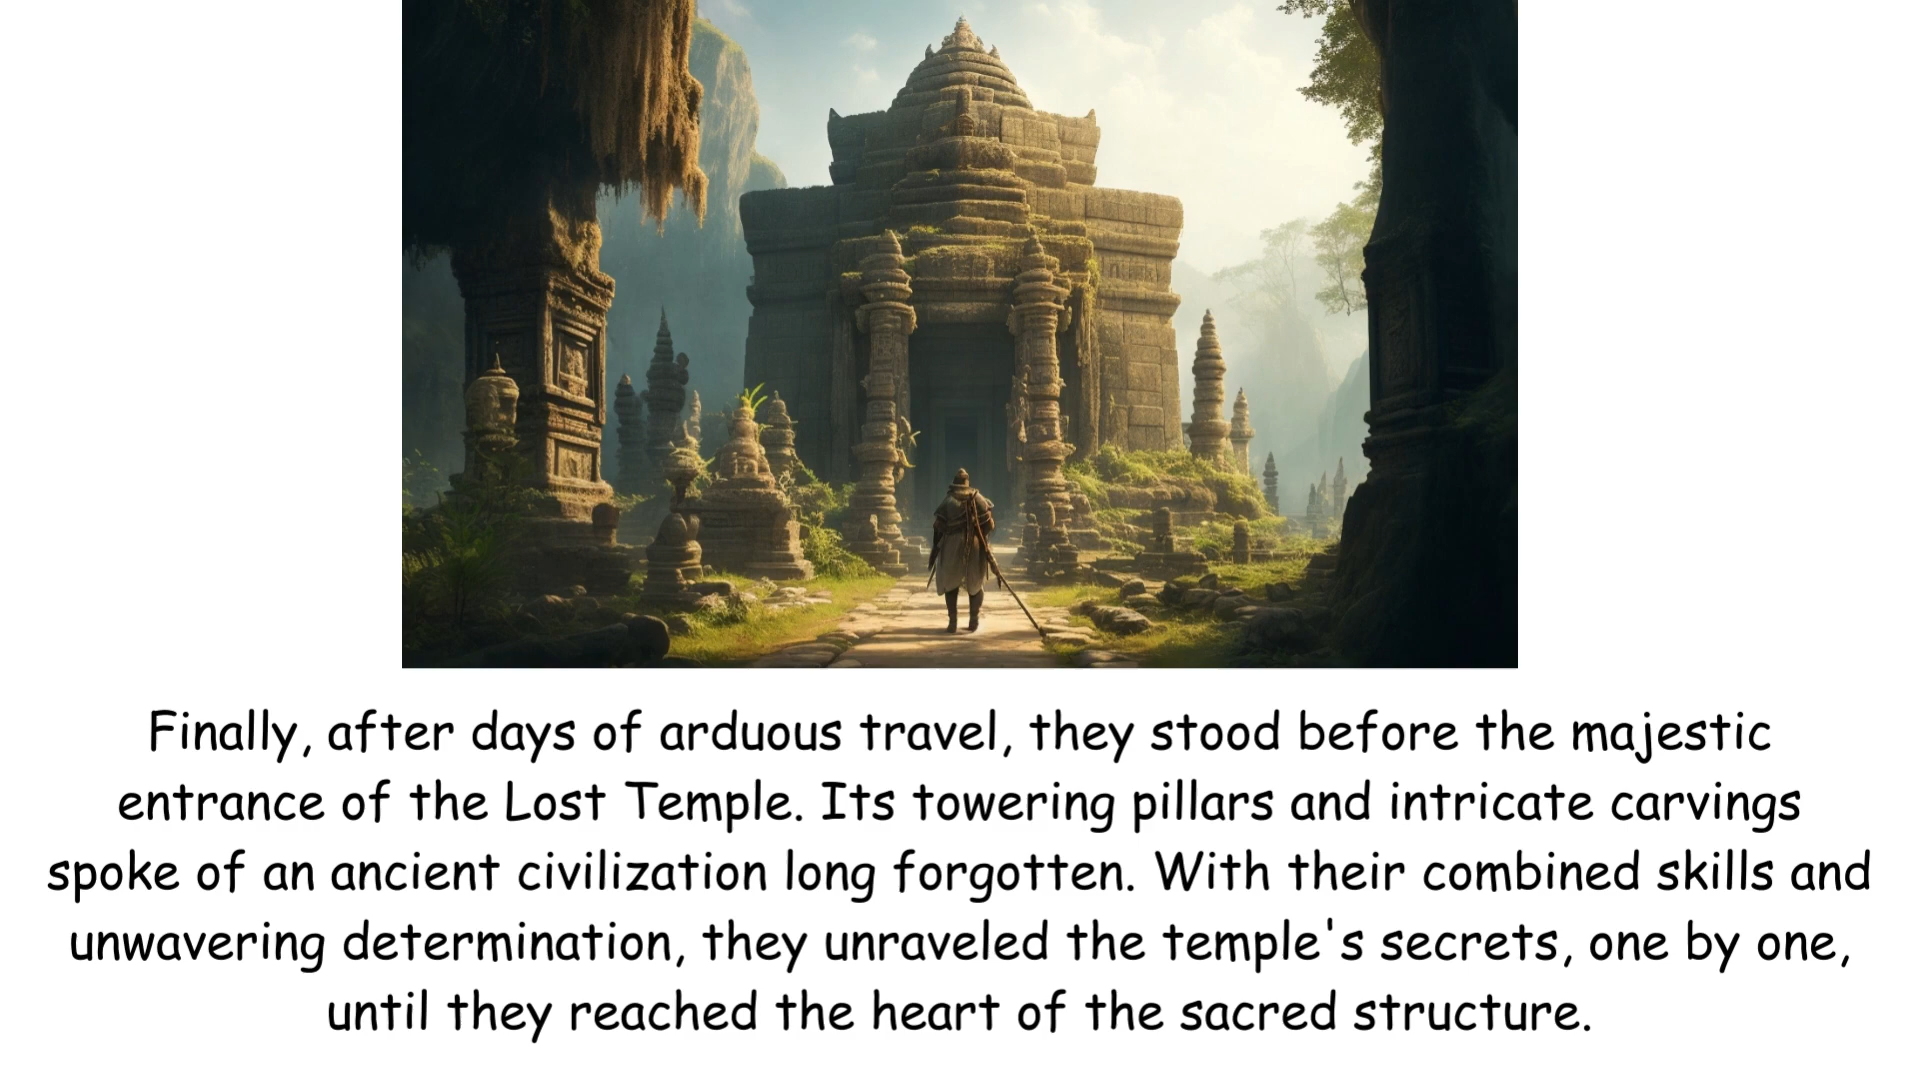 Finally, after days of arduous travel, they stood before the majestic
entrance of the Lost Temple. Its towering pillars and intricate carvings
spoke of an ancient civilization long forgotten. With their combined skills and
unwavering determination, they unraveled the temple's secrets, one by one,
until they reached the heart of the sacred structure.